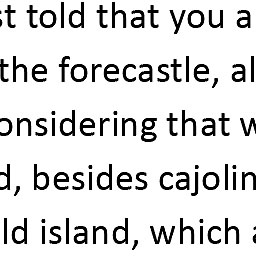 st told that you a
the forecastle, al
onsidering that w
d, besides cajolin
ld island, which a